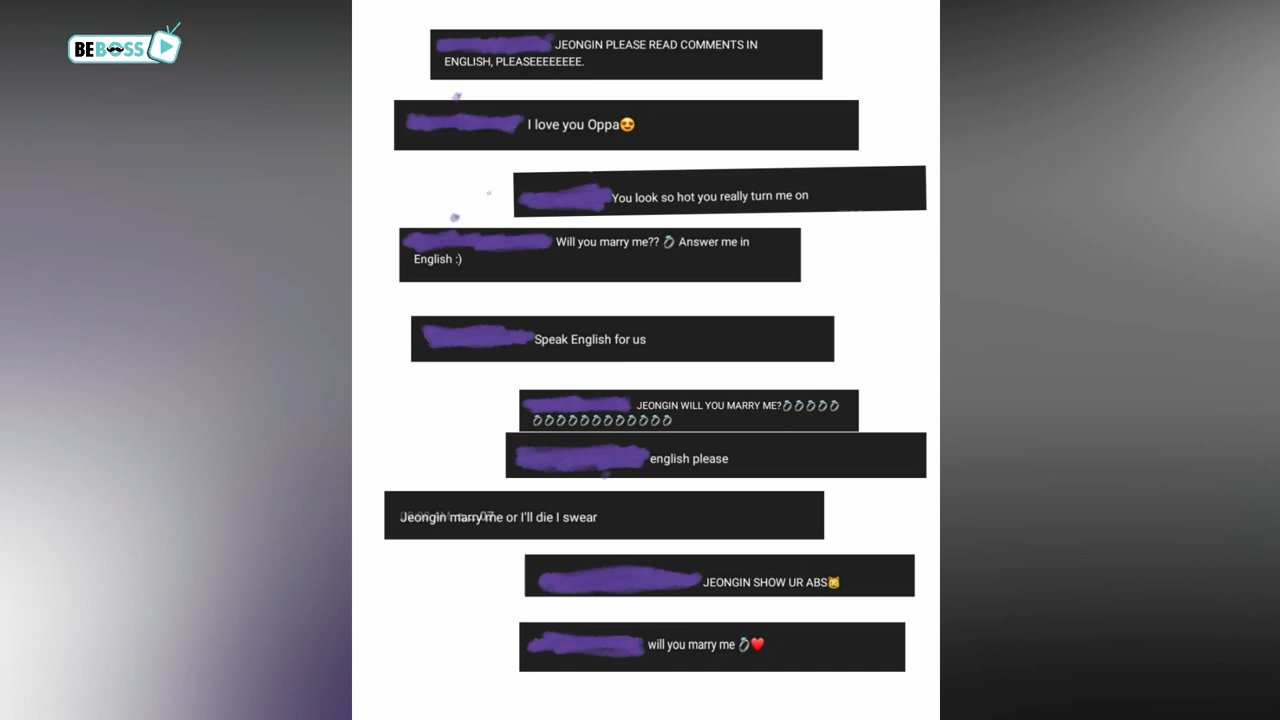 BEBOSS
JEONGIN PLEASE READ COMMENTS IN
ENGLISH, PLEASEEEEEEEE.
I love you Oppa😍
You look so hot you really turn me on
Will you marry me?? 💍 Answer me in
English :)
Speak English for us
JEONGIN WILL YOU MARRY ME?💍💍💍💍💍
💍💍💍💍💍💍💍💍💍💍💍💍
english please
Jeongin marry me or I'll die I swear
JEONGIN SHOW UR ABS😹
will you marry me 💍❤️